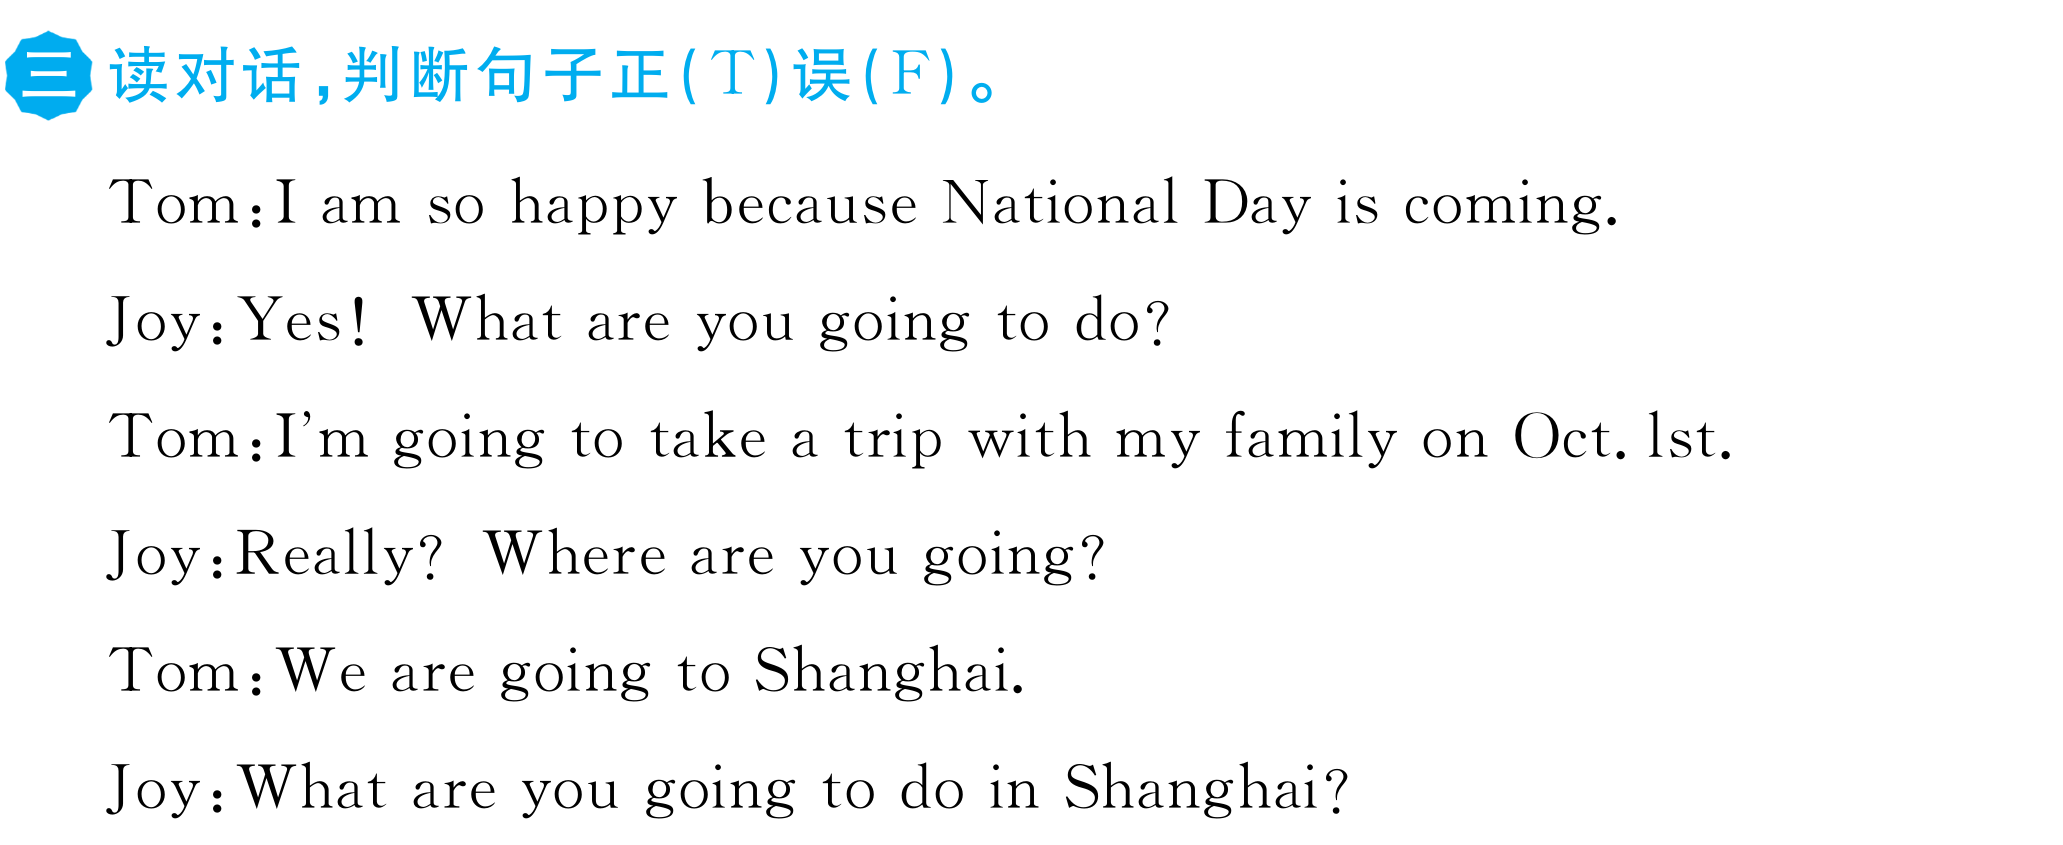 三 读对话,判断句子正(T)误(F)。
Tom:I am so happy because National Day is coming.
Joy:Yes! What are you going to do?
Tom:I'm going to take a trip with my family on Oct. lst.
Joy:Really? Where are you going?
Tom:We are going to Shanghai.
Joy:What are you going to do in Shanghai?